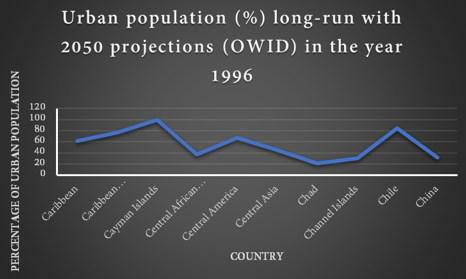 Urban population (%) long-run with
2050 projections (OWID) in the year
1996
PERCENTAGE OF URBAN POPULATION
120
100
80
60
40
20
0
Caribbean
Caribbean…
Cayman Islands
Central African…
Central America
Central Asia
Chad
Channel Islands
Chile
China
COUNTRY